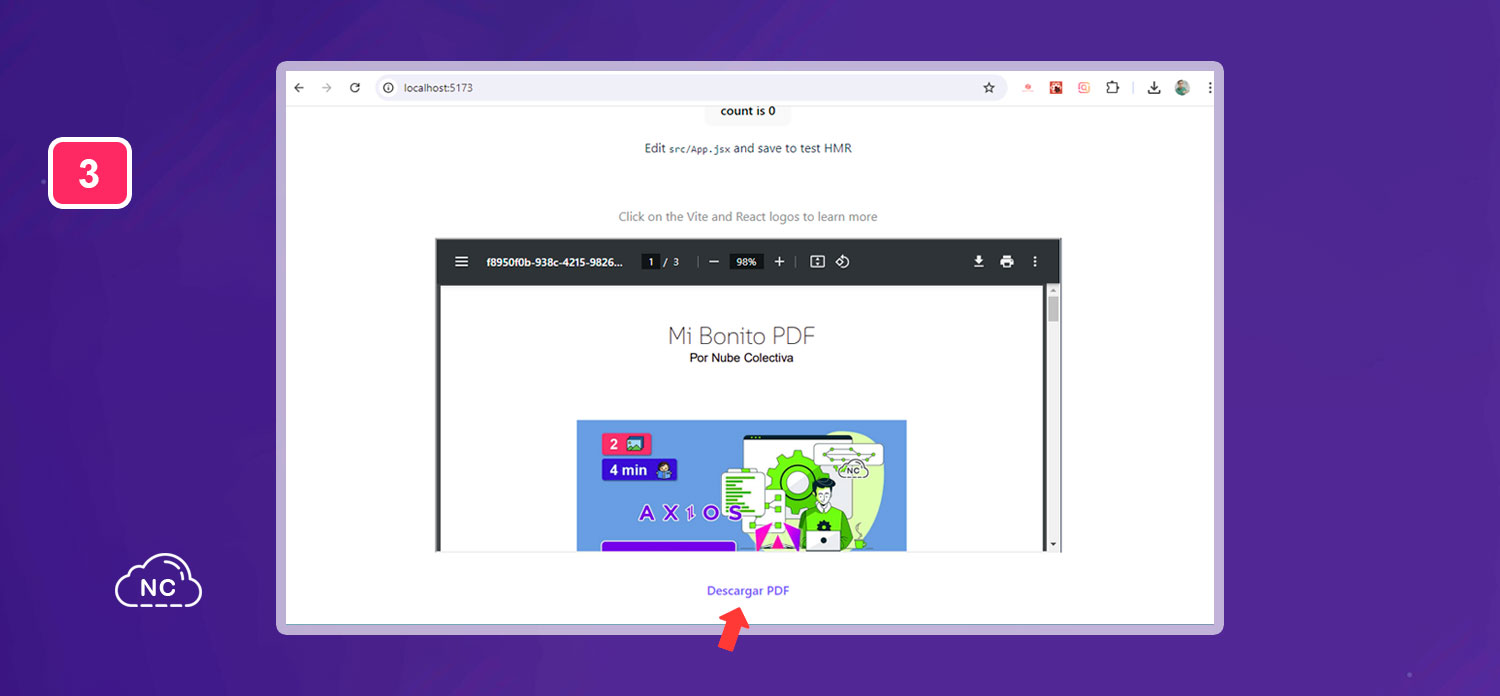 localhost:5173
3
count is 0
Edit src/App.jsx and save to test HMR
Click on the Vite and React logos to learn more
f8950f0b-938c-4215-9826... 1 / 3 98%
Mi Bonito PDF
Por Nube Colectiva
2
4 min
NC
AXIOS
NC
Descargar PDF